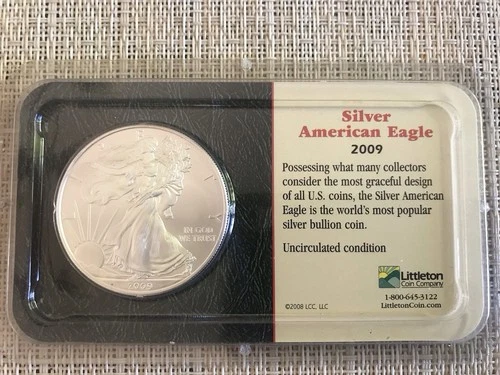 IN GOD
WE TRUST
2009
Silver
American Eagle
2009
Possessing what many collectors
consider the most graceful design
of all U.S. coins, the Silver American
Eagle is the world's most popular
silver bullion coin.
Uncirculated condition
Littleton
Coin Company
1-800-645-3122
LittletonCoin.com
©2008 LCC, LLC